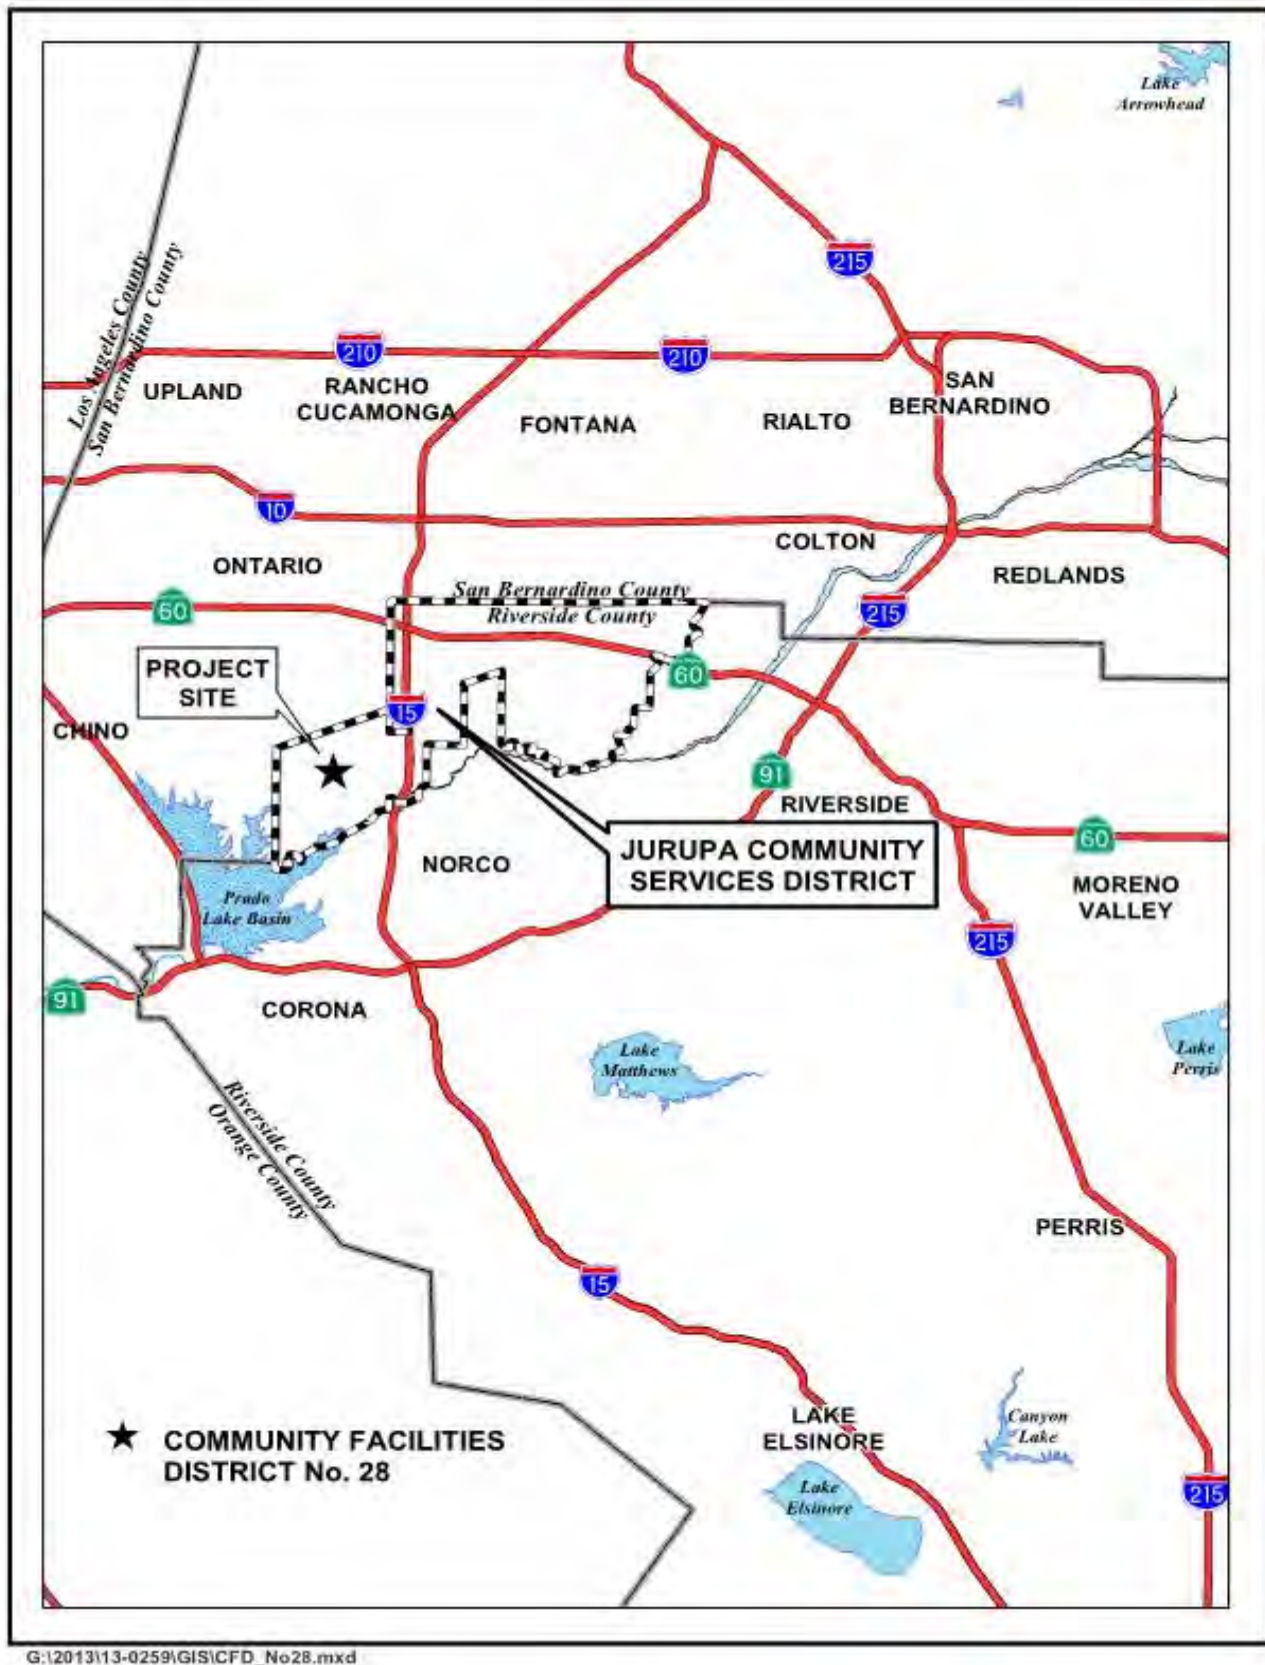 Lake
Arrowhead
215
Los Angeles County
San Bernardino County
210
210
UPLAND
RANCHO
CUCAMONGA
FONTANA
RIALTO
SAN
BERNARDINO
10
COLTON
ONTARIO
REDLANDS
San Bernardino County
Riverside County
60
215
PROJECT
SITE
60
15
CHINO
91
RIVERSIDE
60
JURUPA COMMUNITY
SERVICES DISTRICT
NORCO
MORENO
VALLEY
Prado
Lake Basin
215
91
CORONA
Lake
Matthews
Lake
Perris
Riverside County
Orange County
PERRIS
15
LAKE
ELSINORE
Canyon
Lake
COMMUNITY FACILITIES
DISTRICT No. 28
Lake
Elsinore
215
G:\2013\13-0259\GIS\CFD_No28.mxd